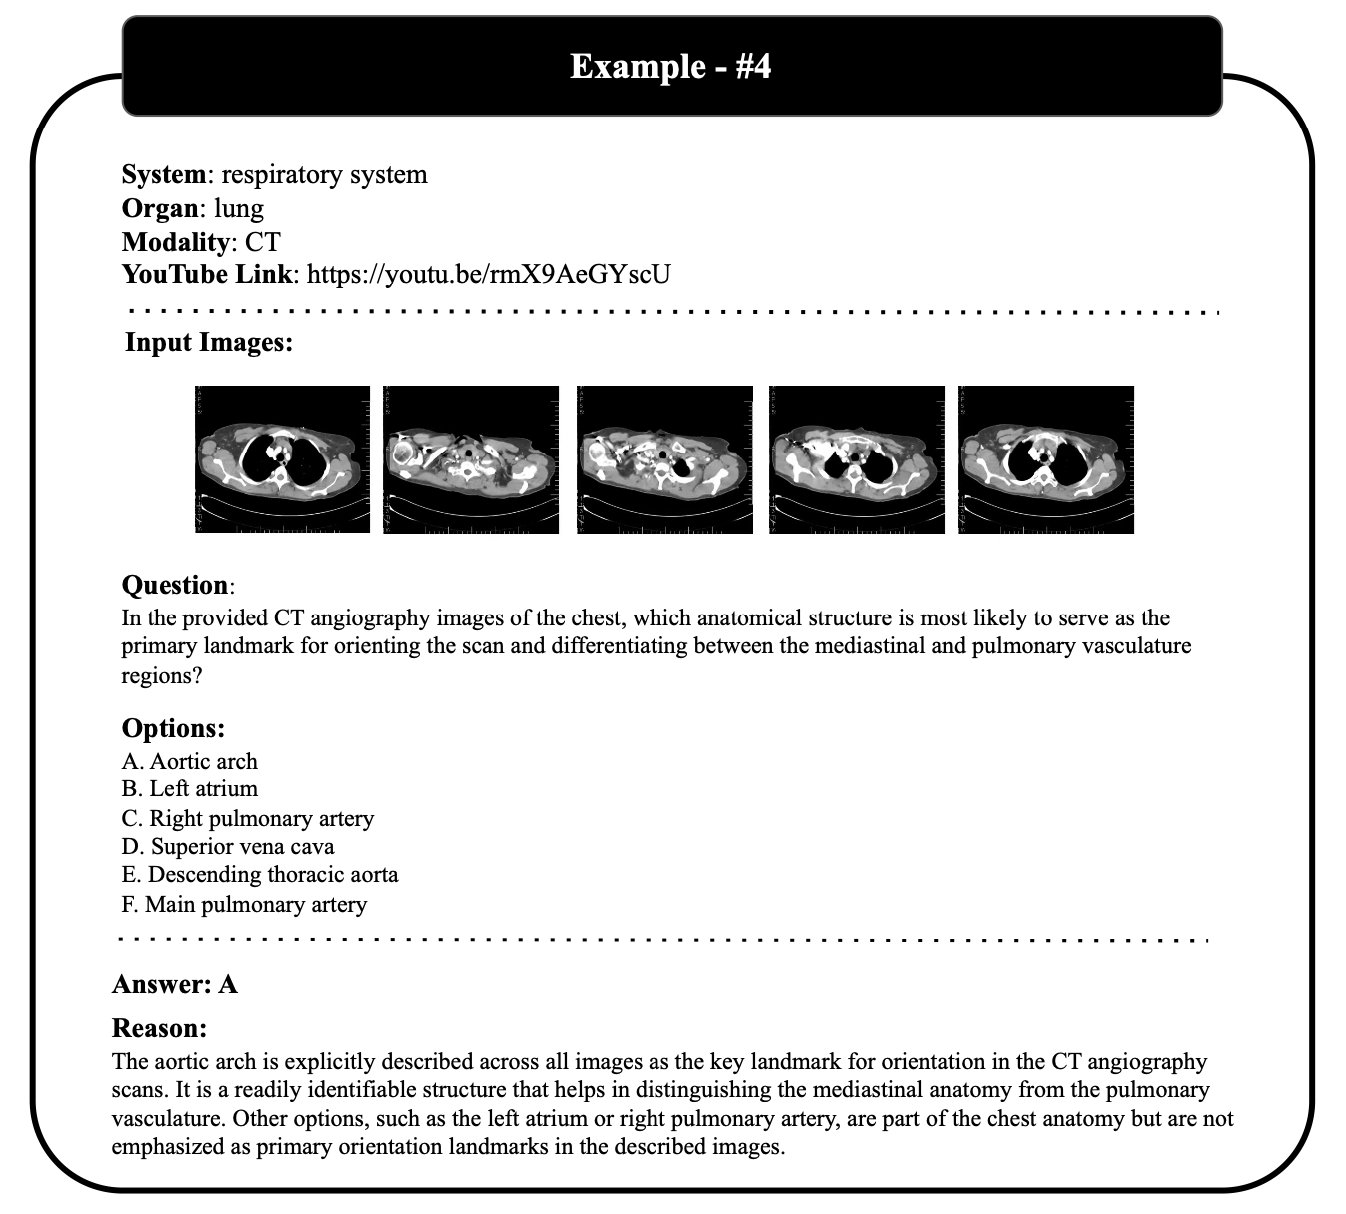 Example - #4
System: respiratory system
Organ: lung
Modality: CT
YouTube Link: https://youtu.be/rmX9AeGYscU
Input Images:
Question:
In the provided CT angiography images of the chest, which anatomical structure is most likely to serve as the
primary landmark for orienting the scan and differentiating between the mediastinal and pulmonary vasculature
regions?
Options:
A. Aortic arch
B. Left atrium
C. Right pulmonary artery
D. Superior vena cava
E. Descending thoracic aorta
F. Main pulmonary artery
Answer: A
Reason:
The aortic arch is explicitly described across all images as the key landmark for orientation in the CT angiography
scans. It is a readily identifiable structure that helps in distinguishing the mediastinal anatomy from the pulmonary
vasculature. Other options, such as the left atrium or right pulmonary artery, are part of the chest anatomy but are not
emphasized as primary orientation landmarks in the described images.